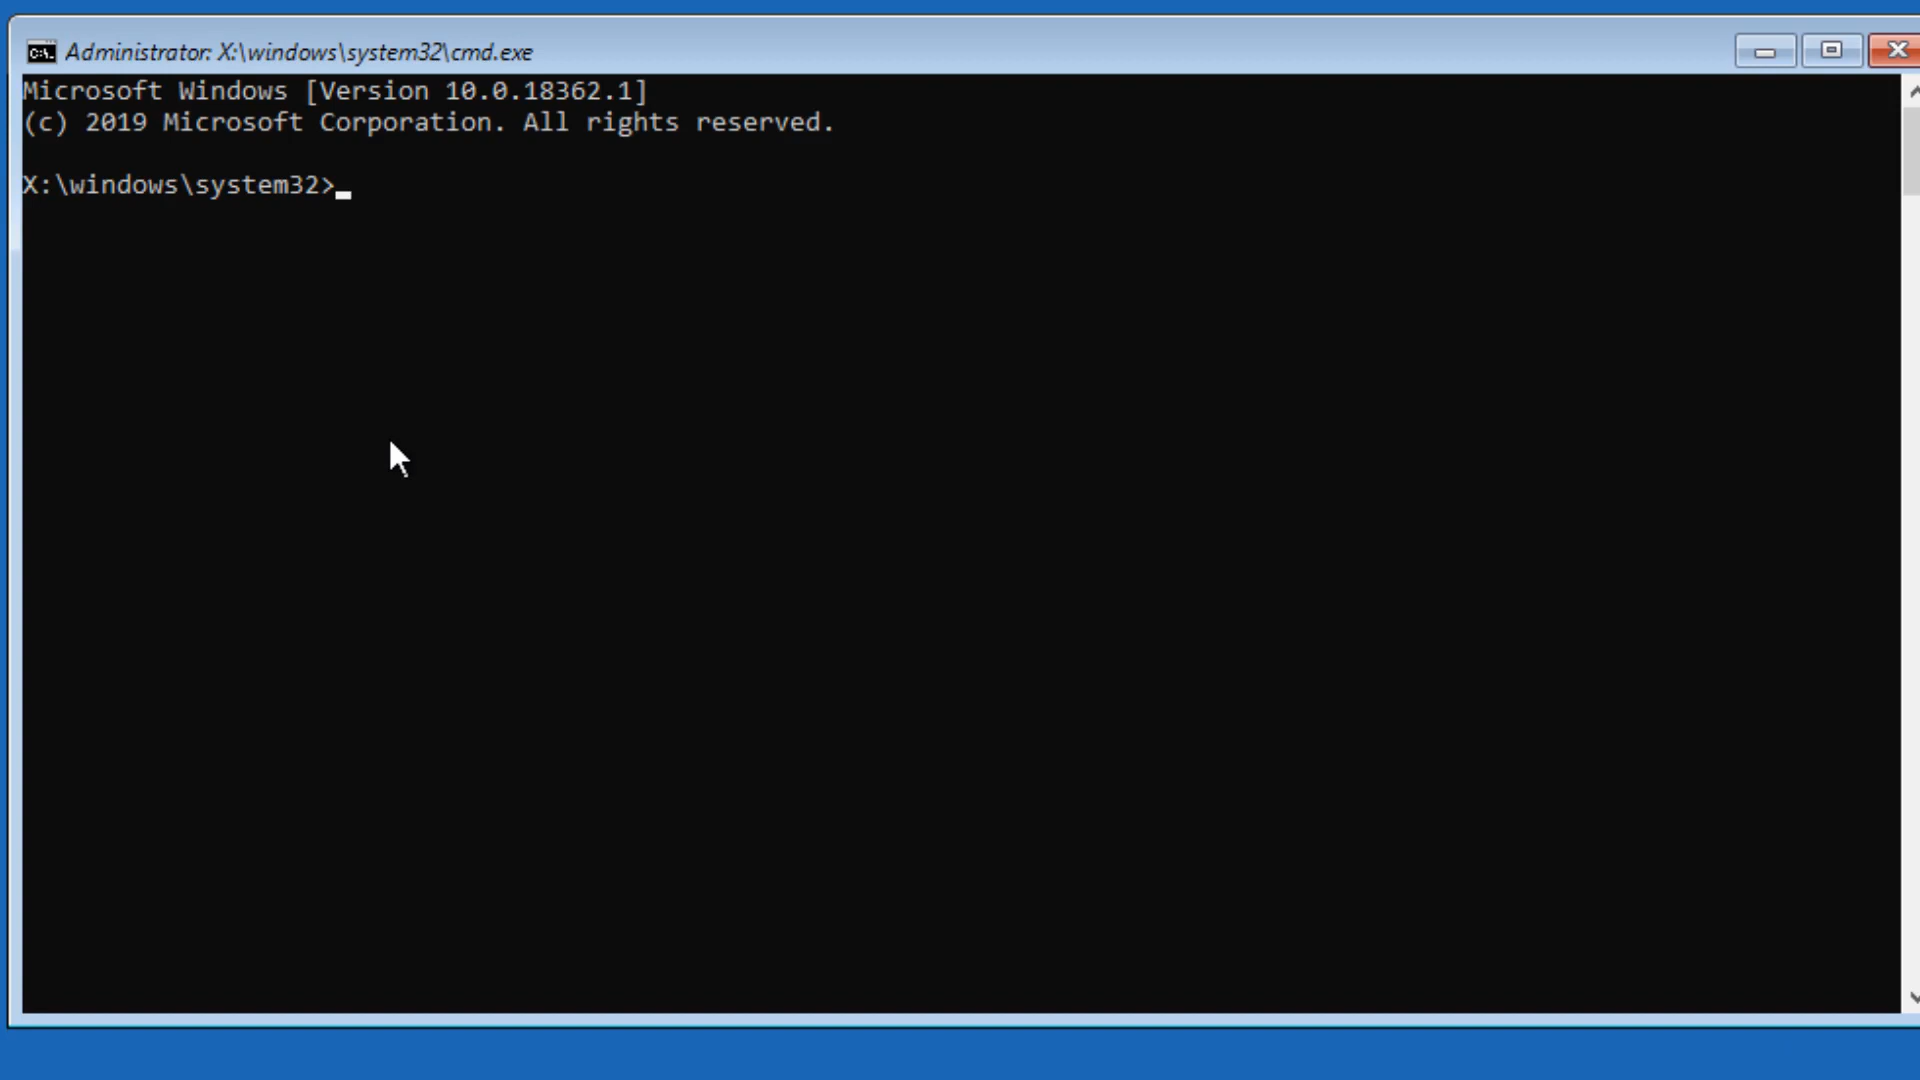 Administrator: X:\windows\system32\cmd.exe
Microsoft Windows [Version 10.0.18362.1]
(c) 2019 Microsoft Corporation. All rights reserved.
X:\windows\system32>